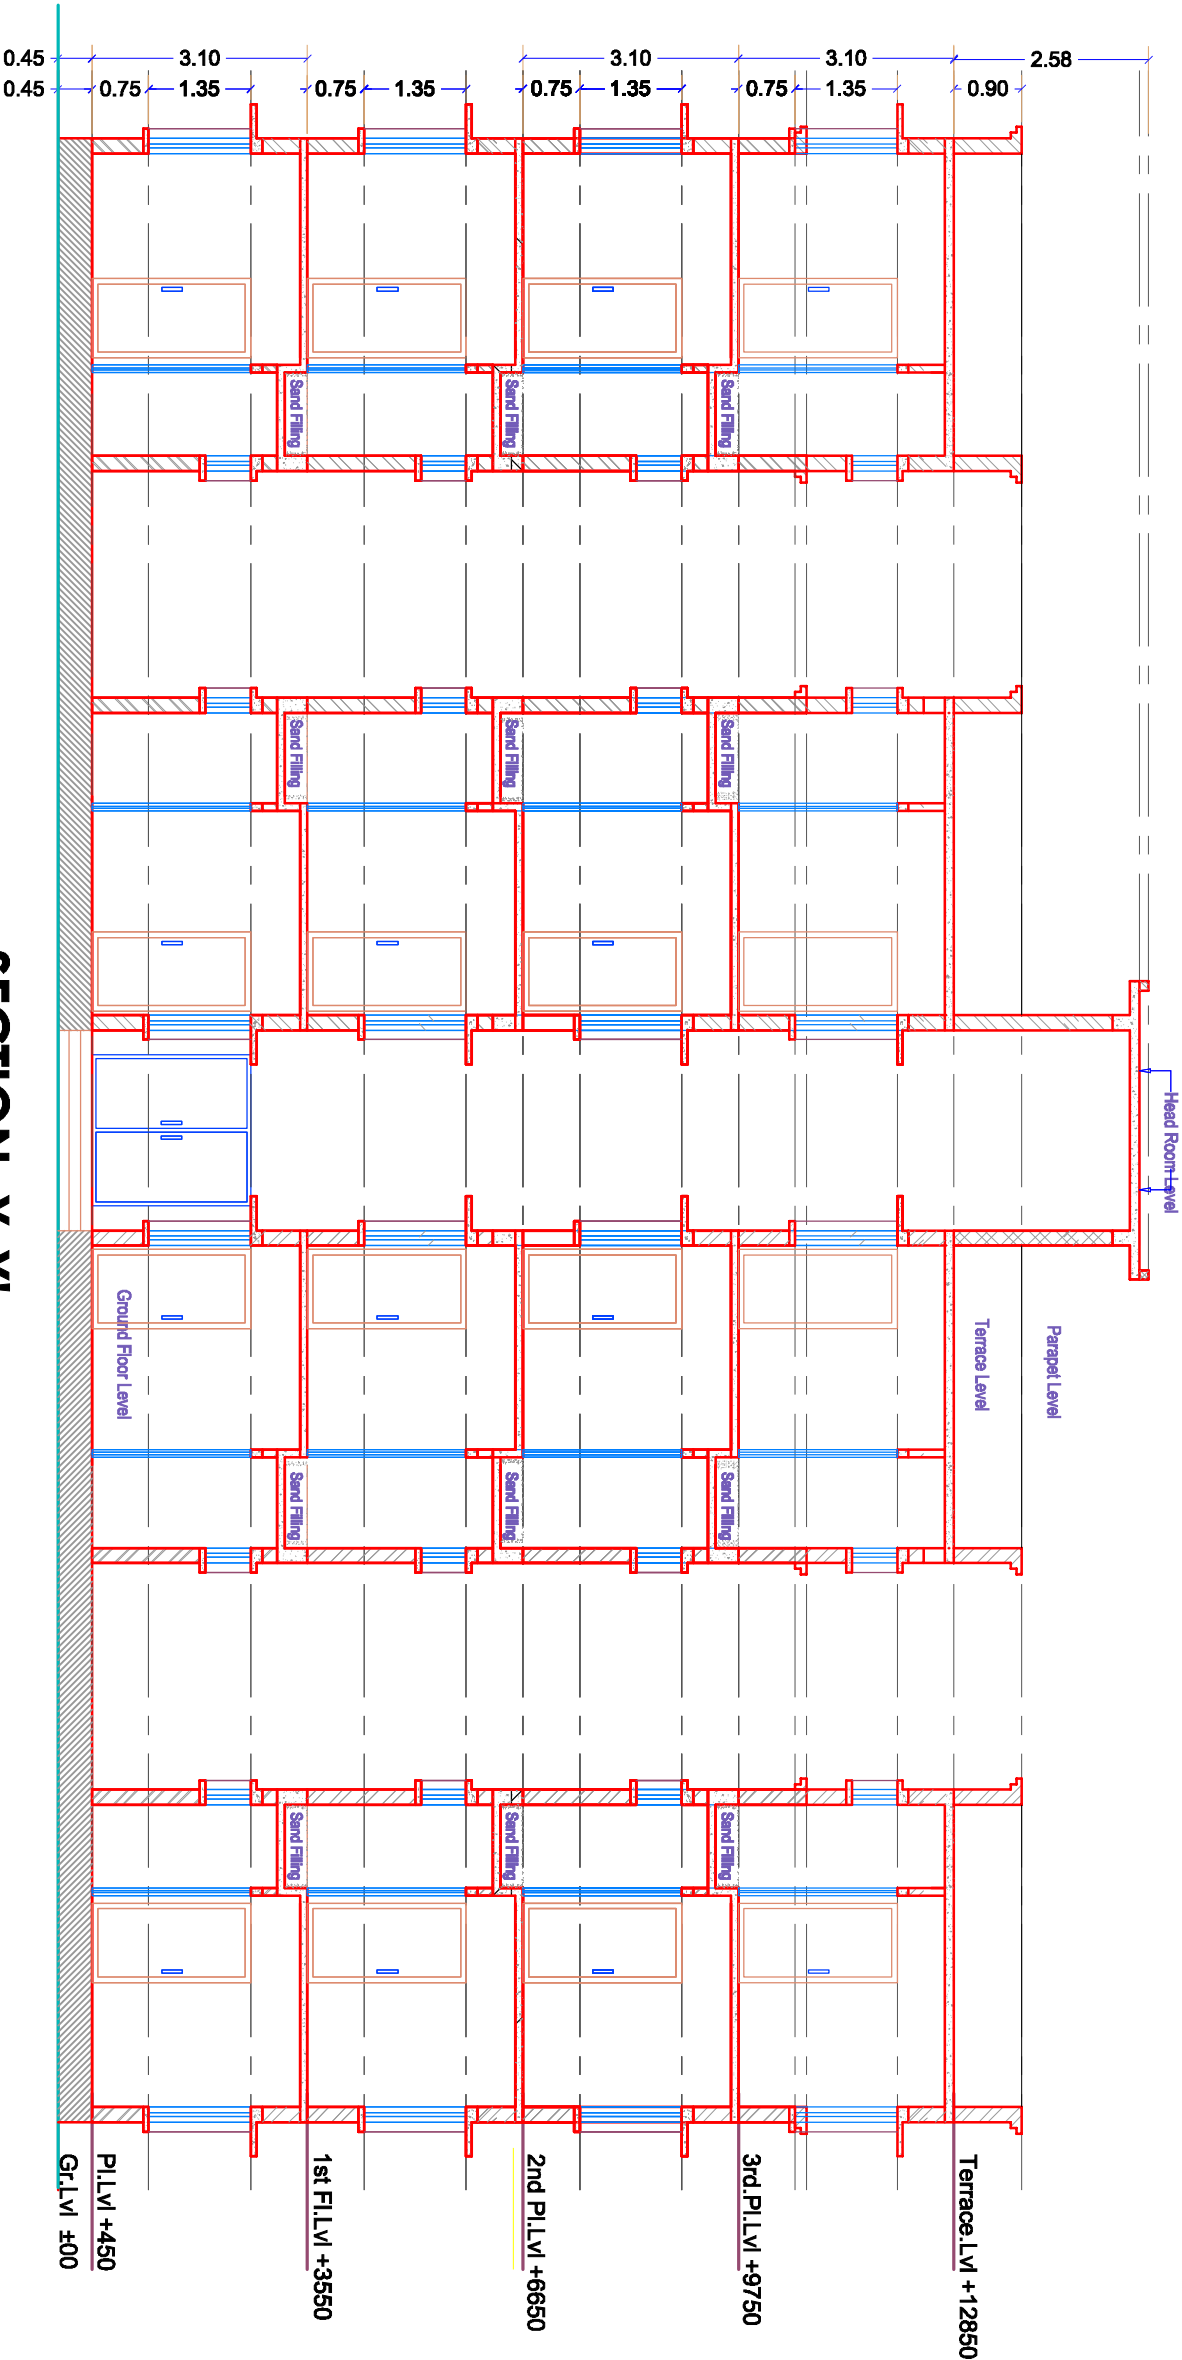 0.45
3.10
3.10
3.10
2.58
0.45
0.75
1.35
0.75
1.35
0.75
1.35
0.75
1.35
0.90
Head Room Level
Parapet Level
Terrace Level
Ground Floor Level
Sand Filling
Sand Filling
Sand Filling
Sand Filling
Sand Filling
Sand Filling
Sand Filling
Sand Filling
Sand Filling
Sand Filling
Sand Filling
Sand Filling
Terrace.Lvl +12850
3rd.Pl.Lvl +9750
2nd Pl.Lvl +6650
1st Fl.Lvl +3550
Pl.Lvl +450
Gr.Lvl ±00
SECTION X-X'